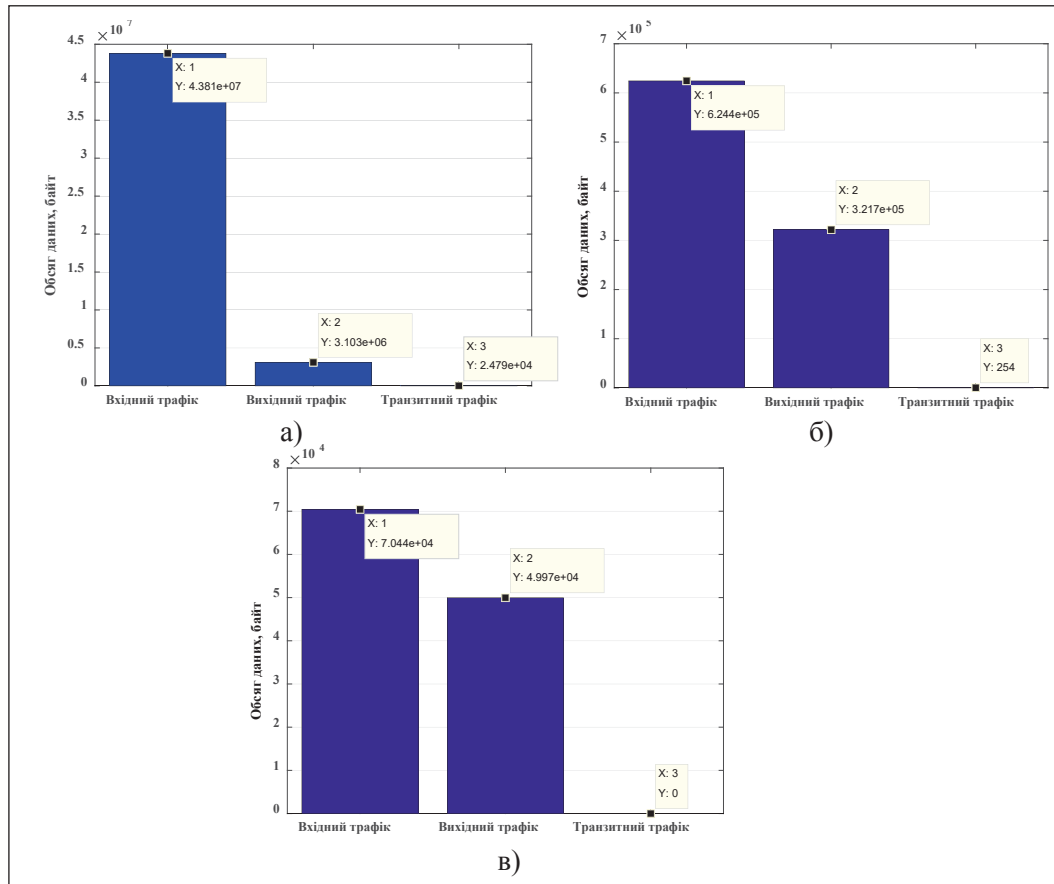 ×10⁷
4.5
4
3.5
3
2.5
2
1.5
1
0.5
0
Обсяг даних, байт
X: 1
Y: 4.381e+07
X: 2
Y: 3.103e+06
X: 3
Y: 2.479e+04
Вхідний трафік Вихідний трафік Транзитний трафік
а)
×10⁵
7
6
5
4
3
2
1
0
Обсяг даних, байт
X: 1
Y: 6.244e+05
X: 2
Y: 3.217e+05
X: 3
Y: 254
Вхідний трафік Вихідний трафік Транзитний трафік
б)
×10⁴
8
7
6
5
4
3
2
1
0
Обсяг даних, байт
X: 1
Y: 7.044e+04
X: 2
Y: 4.997e+04
X: 3
Y: 0
Вхідний трафік Вихідний трафік Транзитний трафік
в)